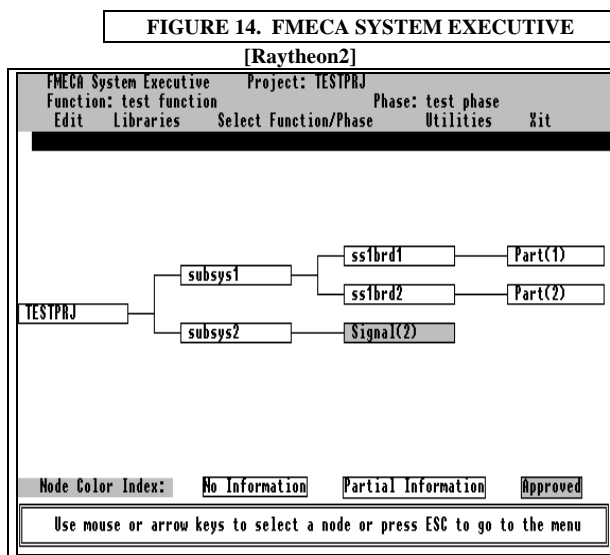 FIGURE 14. FMECA SYSTEM EXECUTIVE
[Raytheon2]
FMECA System Executive Project: TESTPRJ
Function: test function Phase: test phase
Edit Libraries Select Function/Phase Utilities Xit
ss1brd1 Part(1)
subsys1
ss1brd2 Part(2)
TESTPRJ
subsys2 Signal(2)
Node Color Index: No Information Partial Information Approved
Use mouse or arrow keys to select a node or press ESC to go to the menu